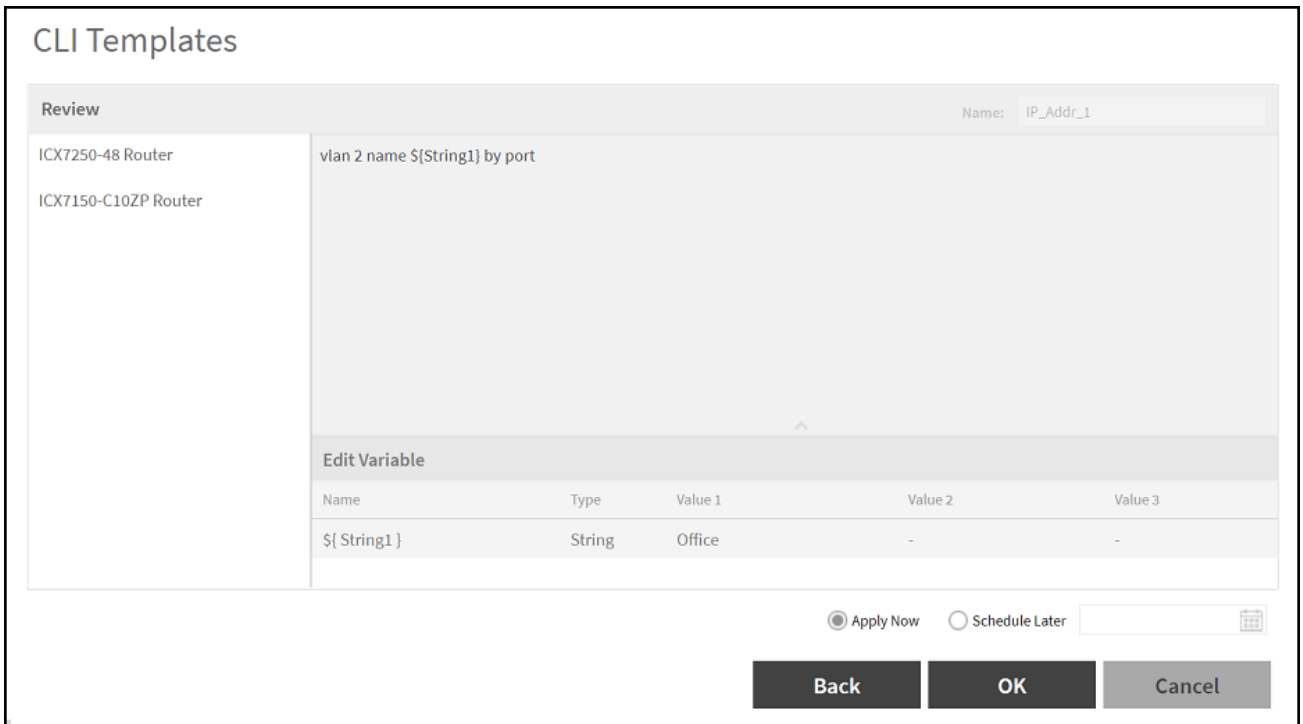 CLI Templates
Review
Name: IP_Addr_1
ICX7250-48 Router
ICX7150-C10ZP Router
vlan 2 name ${String1} by port
Edit Variable
Name Type Value 1 Value 2 Value 3
${ String1 } String Office - -
Apply Now Schedule Later
Back OK Cancel